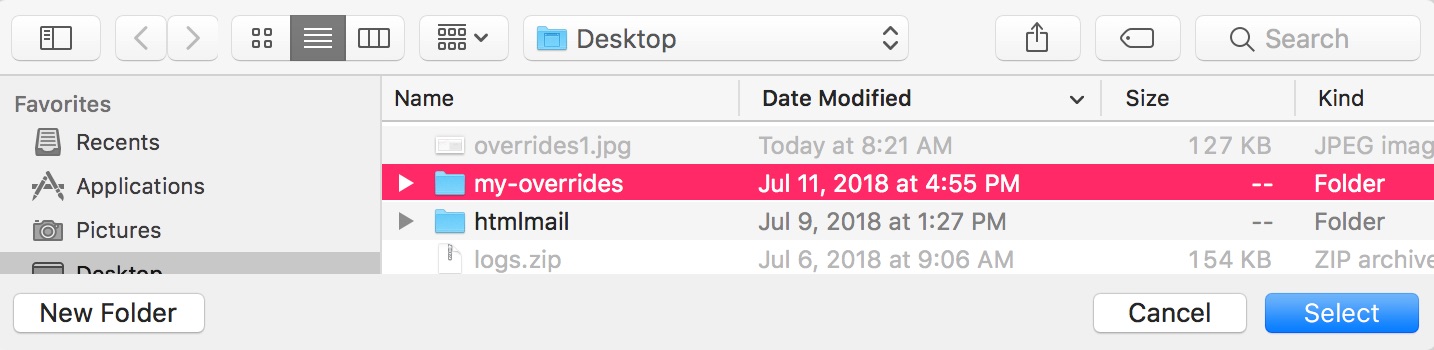 Desktop
Search
Favorites
Name Date Modified Size Kind
Recents
overrides1.jpg Today at 8:21 AM 127 KB JPEG imag
Applications
my-overrides Jul 11, 2018 at 4:55 PM -- Folder
Pictures
htmlmail Jul 9, 2018 at 1:27 PM -- Folder
Desktop
logs.zip Jul 6, 2018 at 9:06 AM 154 KB ZIP archive
New Folder
Cancel
Select